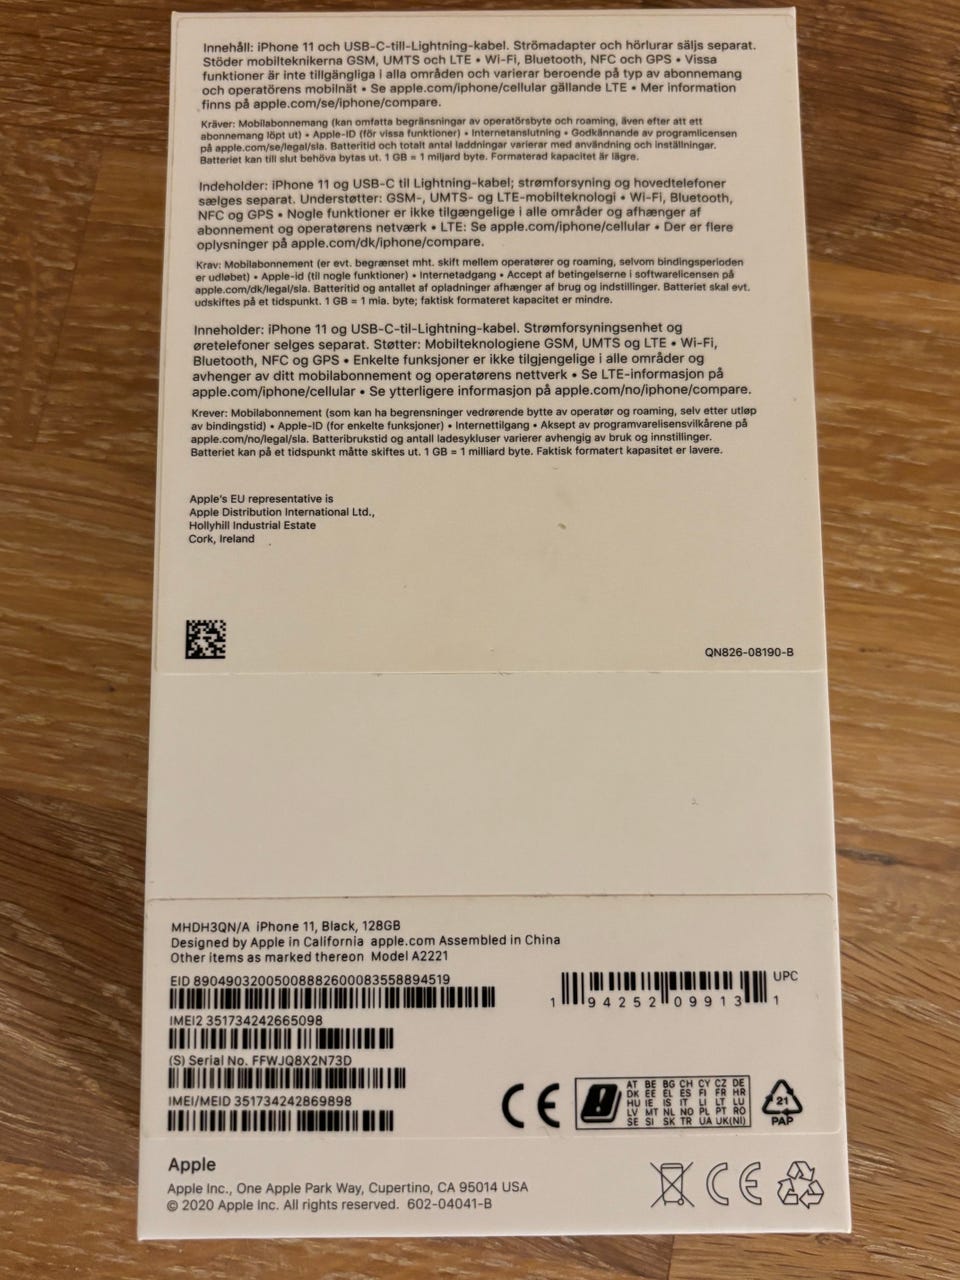 Innehåll: iPhone 11 och USB-C-till-Lightning-kabel. Strömadapter och hörlurar säljs separat.
Stöder mobilteknikerna GSM, UMTS och LTE • Wi-Fi, Bluetooth, NFC och GPS • Vissa
funktioner är inte tillgängliga i alla områden och varierar beroende på typ av abonnemang
och operatörens mobilnät • Se apple.com/iphone/cellular gällande LTE • Mer information
finns på apple.com/se/iphone/compare.
Kräver: Mobilabonnemang (kan omfatta begränsningar av operatörsbyte och roaming, även efter att ett
abonnemang löpt ut) • Apple-ID (för vissa funktioner) • Internetanslutning • Godkännande av programlicensen
på apple.com/se/legal/sla. Batteritid och totalt antal laddningar varierar med användning och inställningar.
Batteriet kan till slut behöva bytas ut. 1 GB = 1 miljard byte. Formaterad kapacitet är lägre.
Indeholder: iPhone 11 og USB-C til Lightning-kabel; strømforsyning og hovedtelefoner
sælges separat. Understøtter: GSM-, UMTS- og LTE-mobilteknologi • Wi-Fi, Bluetooth,
NFC og GPS • Nogle funktioner er ikke tilgængelige i alle områder og afhænger af
abonnement og operatørens netværk • LTE: Se apple.com/iphone/cellular • Der er flere
oplysninger på apple.com/dk/iphone/compare.
Krav: Mobilabonnement (er evt. begrænset mht. skift mellem operatører og roaming, selvom bindingsperioden
er udløbet) • Apple-id (til nogle funktioner) • Internetadgang • Accept af betingelserne i softwarelicensen på
apple.com/dk/legal/sla. Batteritid og antallet af opladninger afhænger af brug og indstillinger. Batteriet skal evt.
udskiftes på et tidspunkt. 1 GB = 1 mia. byte; faktisk formateret kapacitet er mindre.
Inneholder: iPhone 11 og USB-C-til-Lightning-kabel. Strømforsyningsenhet og
øretelefoner selges separat. Støtter: Mobilteknologiene GSM, UMTS og LTE • Wi-Fi,
Bluetooth, NFC og GPS • Enkelte funksjoner er ikke tilgjengelige i alle områder og
avhenger av ditt mobilabonnement og operatørens nettverk • Se LTE-informasjon på
apple.com/iphone/cellular • Se ytterligere informasjon på apple.com/no/iphone/compare.
Krever: Mobilabonnement (som kan ha begrensninger vedrørende bytte av operatør og roaming, selv etter utløp
av bindingstid) • Apple-ID (for enkelte funksjoner) • Internettilgang • Aksept av programvarelisensvilkårene på
apple.com/no/legal/sla. Batteribrukstid og antall ladesykluser varierer avhengig av bruk og innstillinger.
Batteriet kan på et tidspunkt måtte skiftes ut. 1 GB = 1 milliard byte. Faktisk formatert kapasitet er lavere.
Apple's EU representative is
Apple Distribution International Ltd.,
Hollyhill Industrial Estate
Cork, Ireland
QN826-08190-B
MHDH3QN/A iPhone 11, Black, 128GB
Designed by Apple in California apple.com Assembled in China
Other items as marked thereon Model A2221
EID 89049032005008882600083558894519
UPC
1 94252 09913 1
IMEI2 351734242665098
(S) Serial No. FFWJQ8X2N73D
IMEI/MEID 351734242869898
CE
AT BE BG CH CY CZ DE
DK EE EL ES FI FR HR
HU IE IS IT LI LT LU
LV MT NL NO PL PT RO
SE SI SK TR UA UK(NI)
21
PAP
Apple
Apple Inc., One Apple Park Way, Cupertino, CA 95014 USA
© 2020 Apple Inc. All rights reserved. 602-04041-B
CE